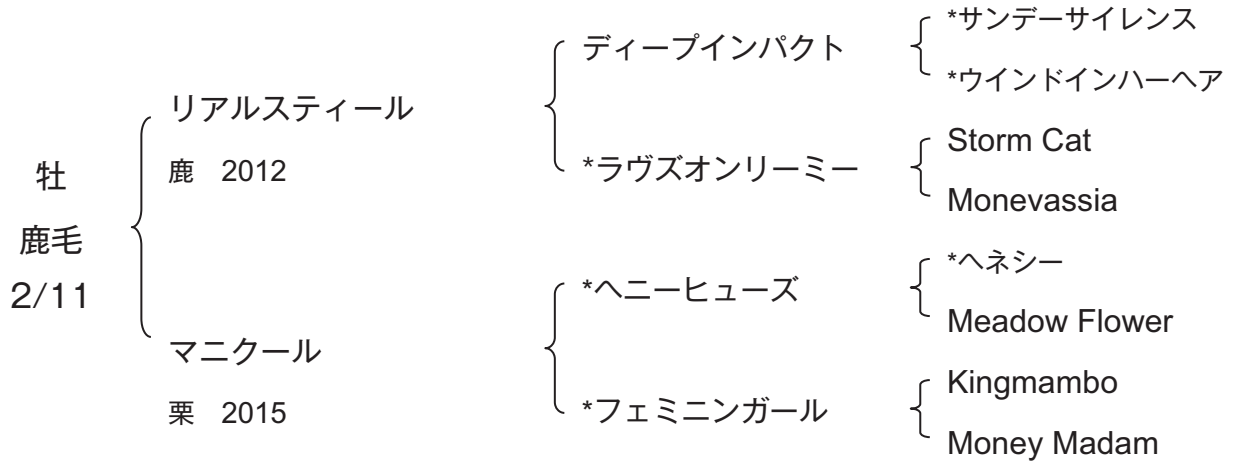 牡
鹿毛
2/11
リアルスティール
鹿 2012
マニクール
栗 2015
ディープインパクト
*ラヴズオンリーミー
*ヘニーヒューズ
*フェミニンガール
*サンデーサイレンス
*ウインドインハーヘア
Storm Cat
Monevassia
*ヘネシー
Meadow Flower
Kingmambo
Money Madam